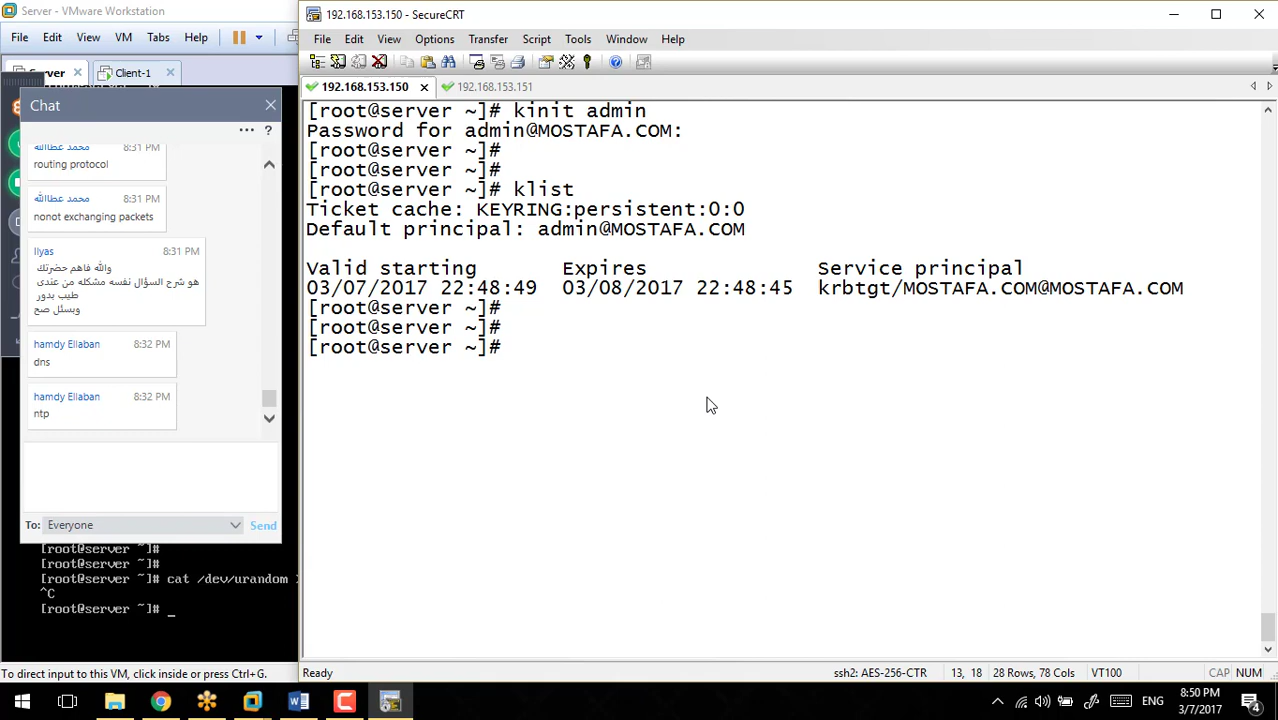 Server - VMware Workstation
File Edit View VM Tabs Help
Server Client-1
Chat
محمد عطاالله 8:31 PM
routing protocol
محمد عطاالله 8:31 PM
nonot exchanging packets
Ilyas 8:31 PM
والله فاهم حضرتك
هو شرح السؤال نفسه مشكله من عندى
طيب بدور
وبسئل صح
hamdy Ellaban 8:32 PM
dns
hamdy Ellaban 8:32 PM
ntp
To: Everyone Send
[root@server ~]#
[root@server ~]#
[root@server ~]# cat /dev/urandom
^C
[root@server ~]# _
To direct input to this VM, click inside or press Ctrl+G.
192.168.153.150 - SecureCRT
File Edit View Options Transfer Script Tools Window Help
192.168.153.150 192.168.153.151
[root@server ~]# kinit admin
Password for admin@MOSTAFA.COM:
[root@server ~]#
[root@server ~]#
[root@server ~]# klist
Ticket cache: KEYRING:persistent:0:0
Default principal: admin@MOSTAFA.COM
Valid starting Expires Service principal
03/07/2017 22:48:49 03/08/2017 22:48:45 krbtgt/MOSTAFA.COM@MOSTAFA.COM
[root@server ~]#
[root@server ~]#
[root@server ~]#
Ready ssh2: AES-256-CTR 13, 18 28 Rows, 78 Cols VT100 CAP NUM
ENG 8:50 PM
3/7/2017
4